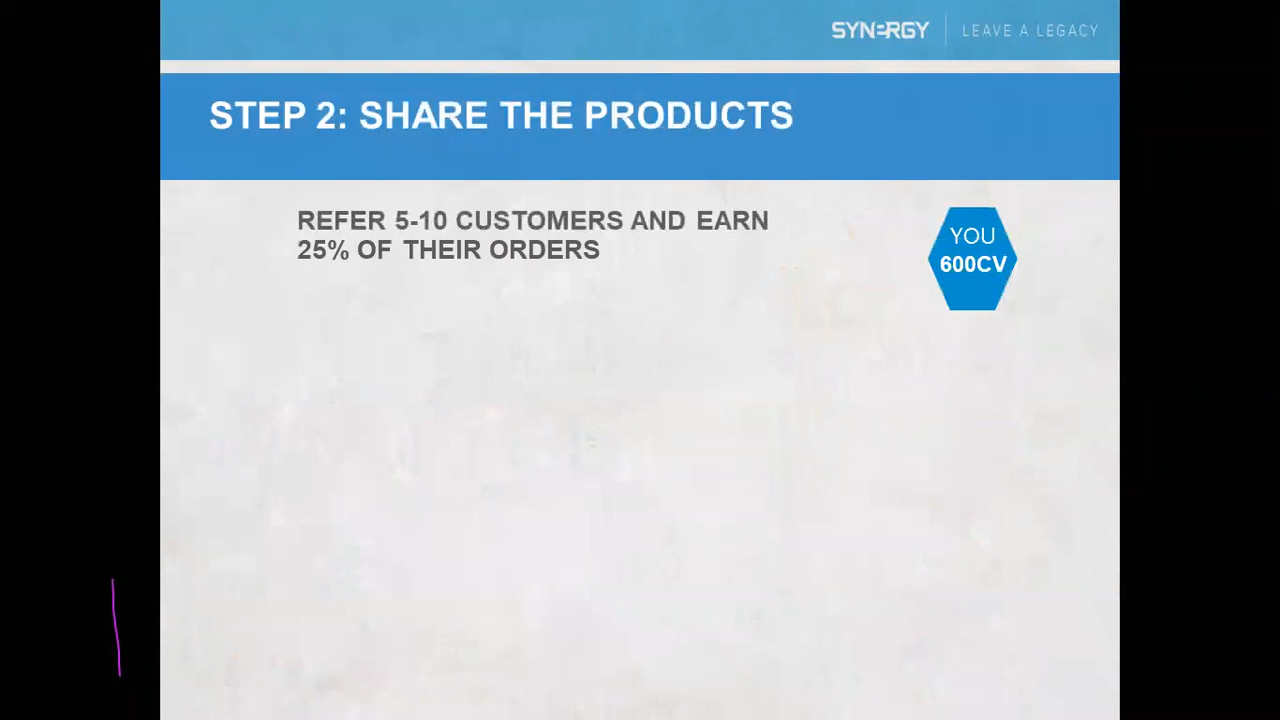 SYNERGY | LEAVE A LEGACY
STEP 2: SHARE THE PRODUCTS
REFER 5-10 CUSTOMERS AND EARN
25% OF THEIR ORDERS
YOU
600CV